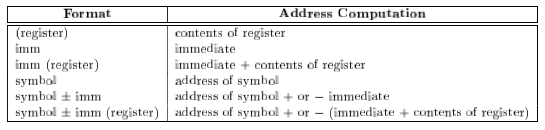 Format Address Computation
(register) contents of register
imm immediate
imm (register) immediate + contents of register
symbol address of symbol
symbol ± imm address of symbol + or − immediate
symbol ± imm (register) address of symbol + or − (immediate + contents of register)